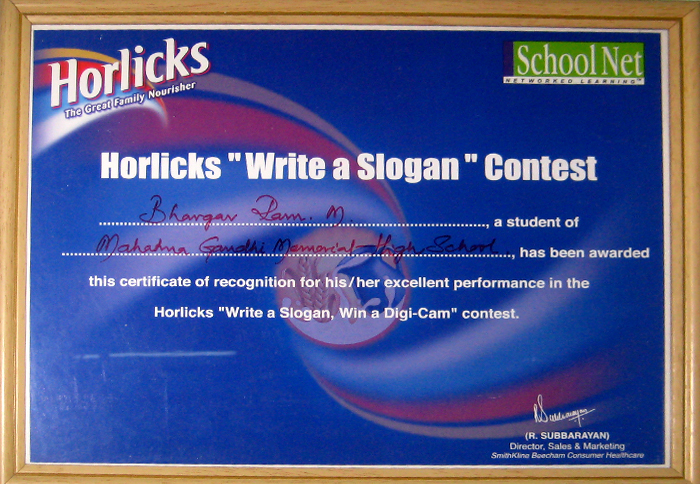 Horlicks
The Great Family Nourisher
School Net
NETWORKED LEARNING™
Horlicks "Write a Slogan" Contest
Bhargav Ram. M. , a student of
Mahatma Gandhi Memorial High School , has been awarded
this certificate of recognition for his/her excellent performance in the
Horlicks "Write a Slogan, Win a Digi-Cam" contest.
R Subbarayan
(R. SUBBARAYAN)
Director, Sales & Marketing
SmithKline Beecham Consumer Healthcare